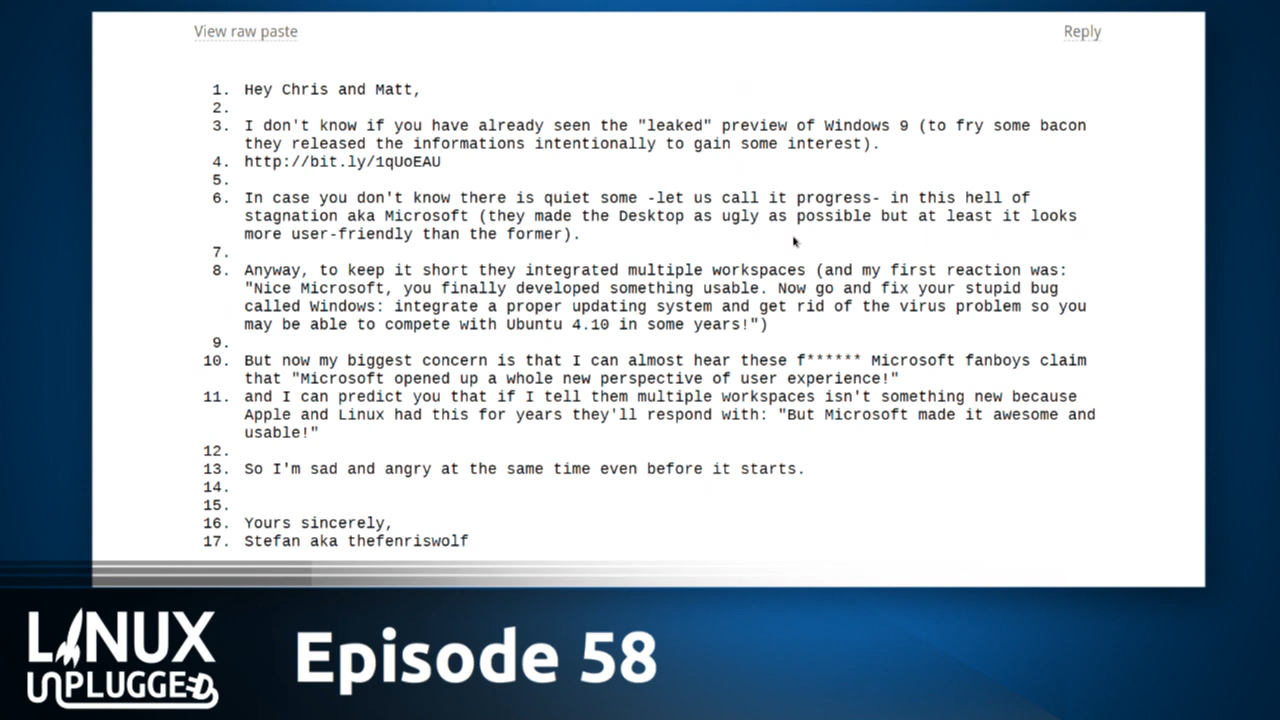 View raw paste
Reply
1. Hey Chris and Matt,
2.
3. I don't know if you have already seen the "leaked" preview of Windows 9 (to fry some bacon
they released the informations intentionally to gain some interest).
4. http://bit.ly/1qUoEAU
5.
6. In case you don't know there is quiet some -let us call it progress- in this hell of
stagnation aka Microsoft (they made the Desktop as ugly as possible but at least it looks
more user-friendly than the former).
7.
8. Anyway, to keep it short they integrated multiple workspaces (and my first reaction was:
"Nice Microsoft, you finally developed something usable. Now go and fix your stupid bug
called Windows: integrate a proper updating system and get rid of the virus problem so you
may be able to compete with Ubuntu 4.10 in some years!")
9.
10. But now my biggest concern is that I can almost hear these f****** Microsoft fanboys claim
that "Microsoft opened up a whole new perspective of user experience!"
11. and I can predict you that if I tell them multiple workspaces isn't something new because
Apple and Linux had this for years they'll respond with: "But Microsoft made it awesome and
usable!"
12.
13. So I'm sad and angry at the same time even before it starts.
14.
15.
16. Yours sincerely,
17. Stefan aka thefenriswolf
LINUX
UNPLUGGED
Episode 58